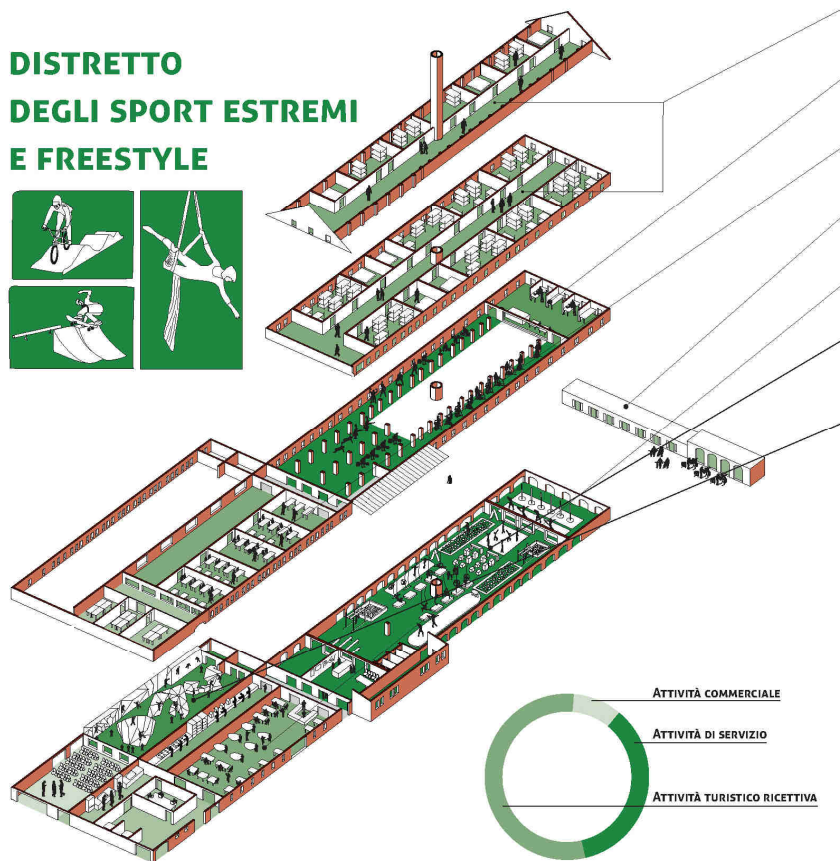 DISTRETTO
DEGLI SPORT ESTREMI
E FREESTYLE
ATTIVITÀ COMMERCIALE
ATTIVITÀ DI SERVIZIO
ATTIVITÀ TURISTICO RICETTIVA